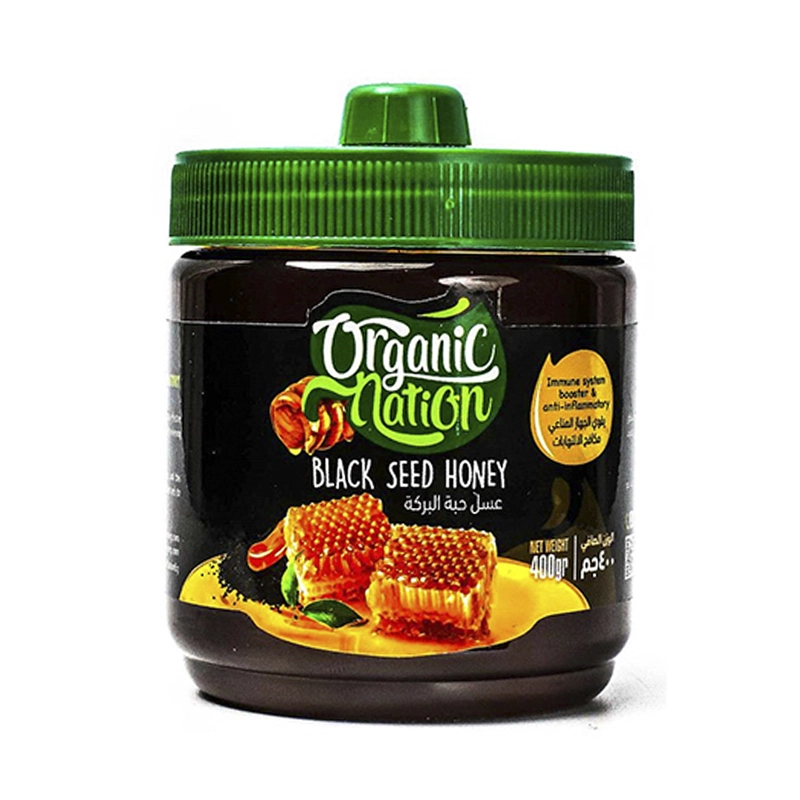 Organic
Nation
BLACK SEED HONEY
عسل حبة البركة
Immune system
booster &
anti-inflammatory
يقوي الجهاز المناعي
مكافح الالتهابات
NET WEIGHT
400gr
الوزن الصافي
٤٠٠جم